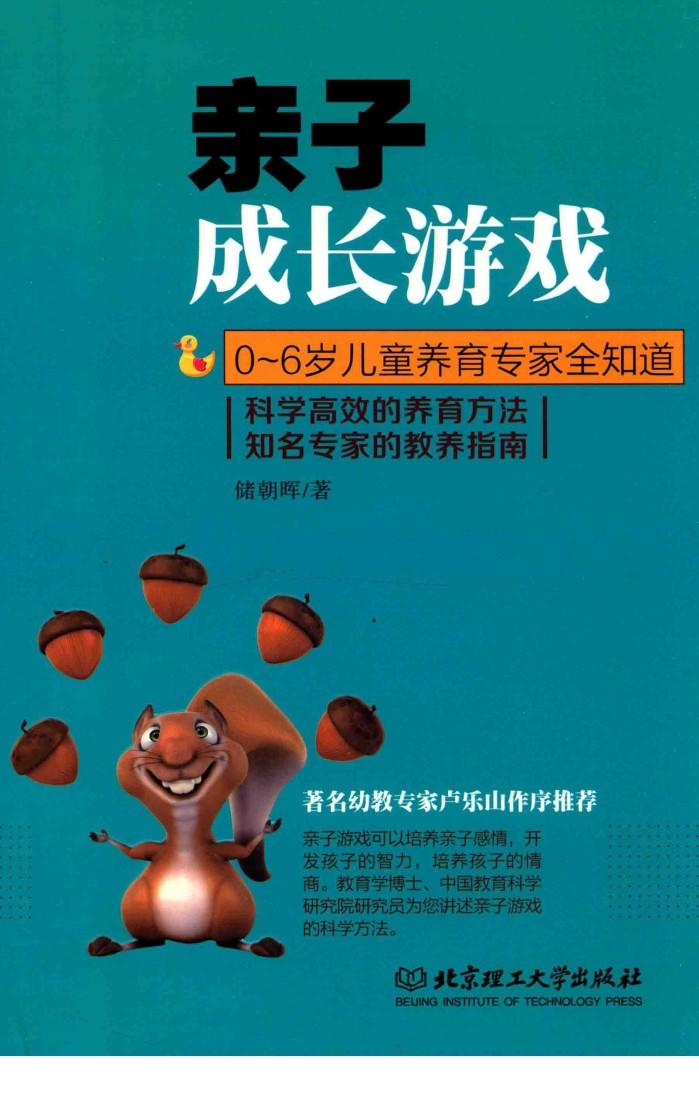 亲子
成长游戏
0~6岁儿童养育专家全知道
科学高效的养育方法
知名专家的教养指南
储朝晖/著
著名幼教专家卢乐山作序推荐
亲子游戏可以培养亲子感情，开
发孩子的智力，培养孩子的情
商。教育学博士、中国教育科学
研究院研究员为您讲述亲子游戏
的科学方法。
北京理工大学出版社
BEIJING INSTITUTE OF TECHNOLOGY PRESS